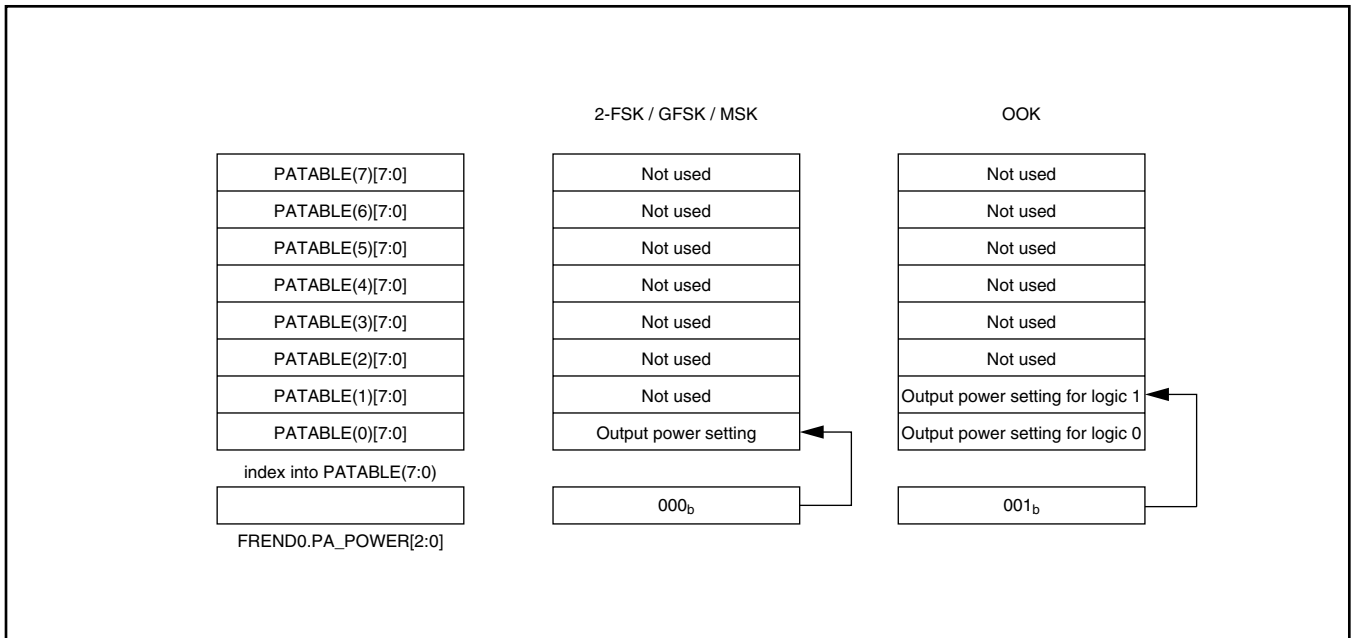 2-FSK / GFSK / MSK OOK
PATABLE(7)[7:0] Not used Not used
PATABLE(6)[7:0] Not used Not used
PATABLE(5)[7:0] Not used Not used
PATABLE(4)[7:0] Not used Not used
PATABLE(3)[7:0] Not used Not used
PATABLE(2)[7:0] Not used Not used
PATABLE(1)[7:0] Not used Output power setting for logic 1
PATABLE(0)[7:0] Output power setting Output power setting for logic 0
index into PATABLE(7:0)
000b 001b
FREND0.PA_POWER[2:0]